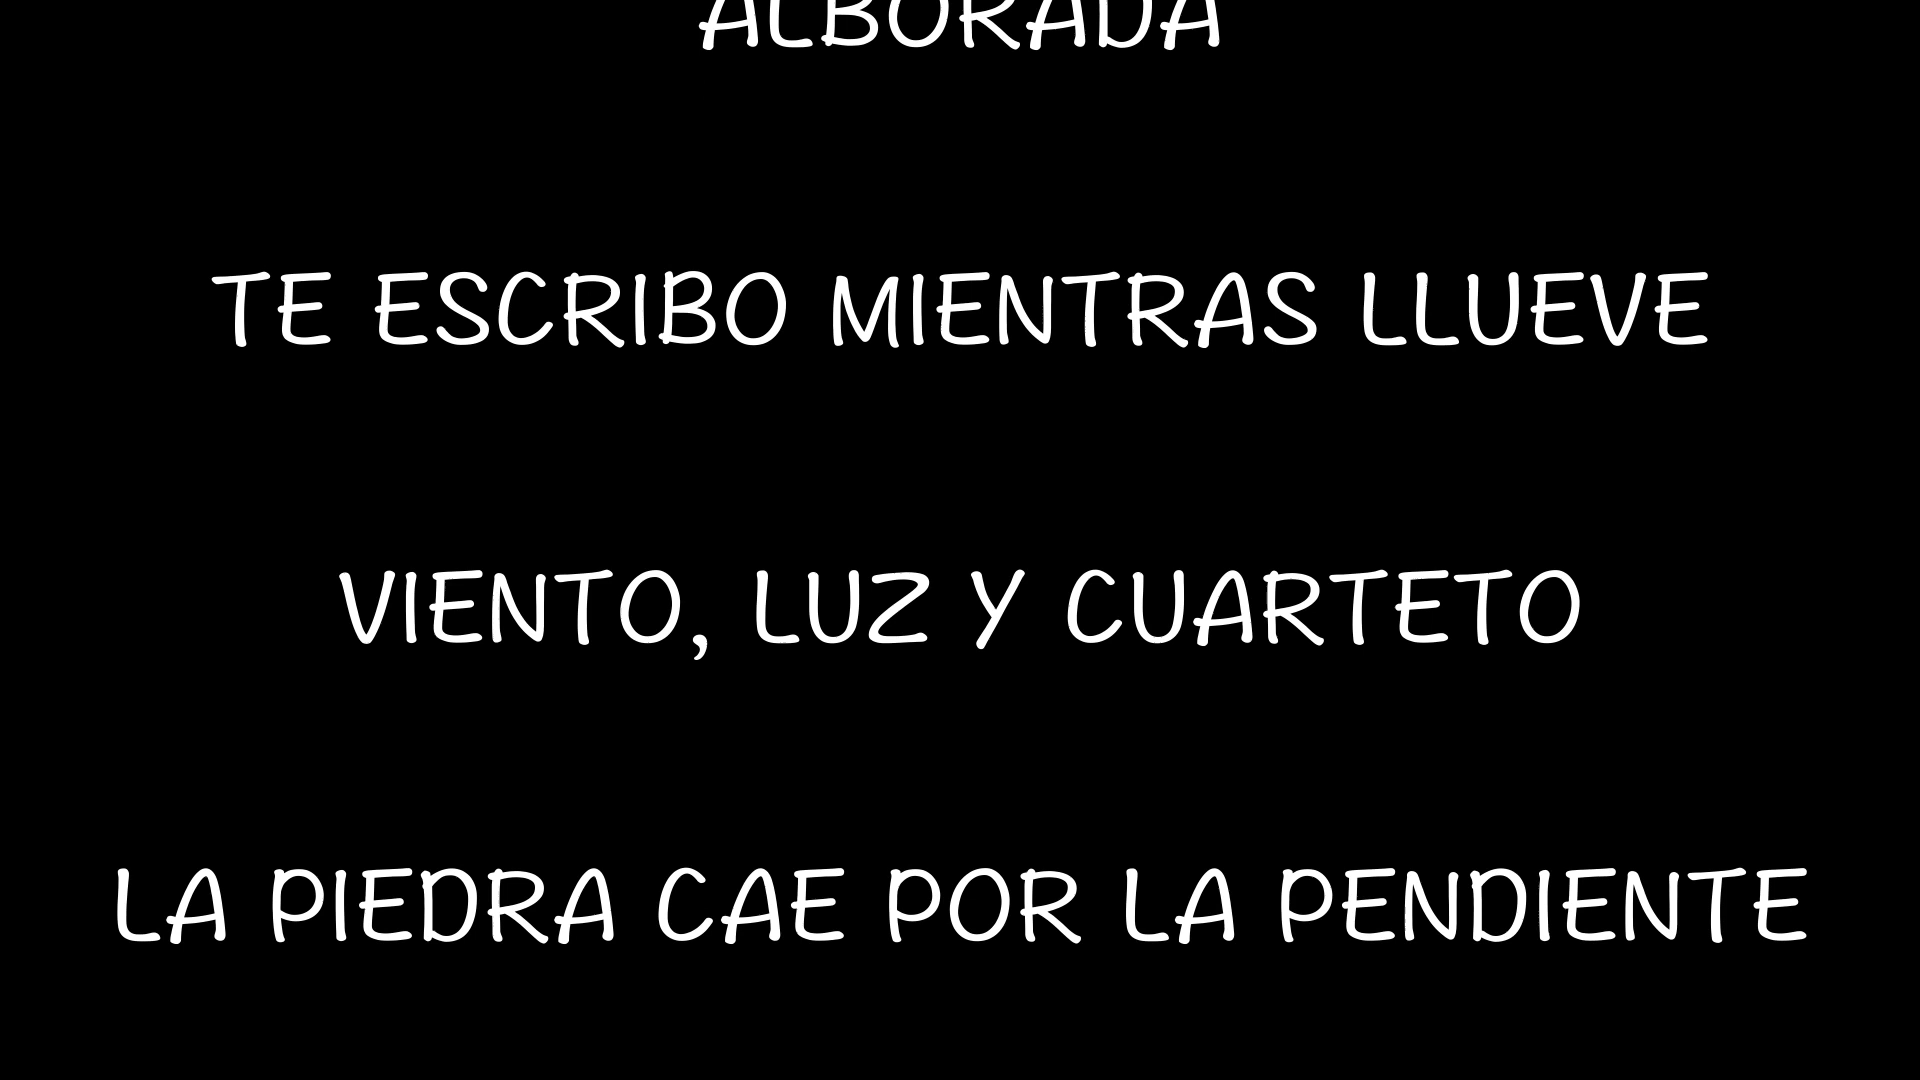 ALBORADA
TE ESCRIBO MIENTRAS LLUEVE
VIENTO, LUZ Y CUARTETO
LA PIEDRA CAE POR LA PENDIENTE